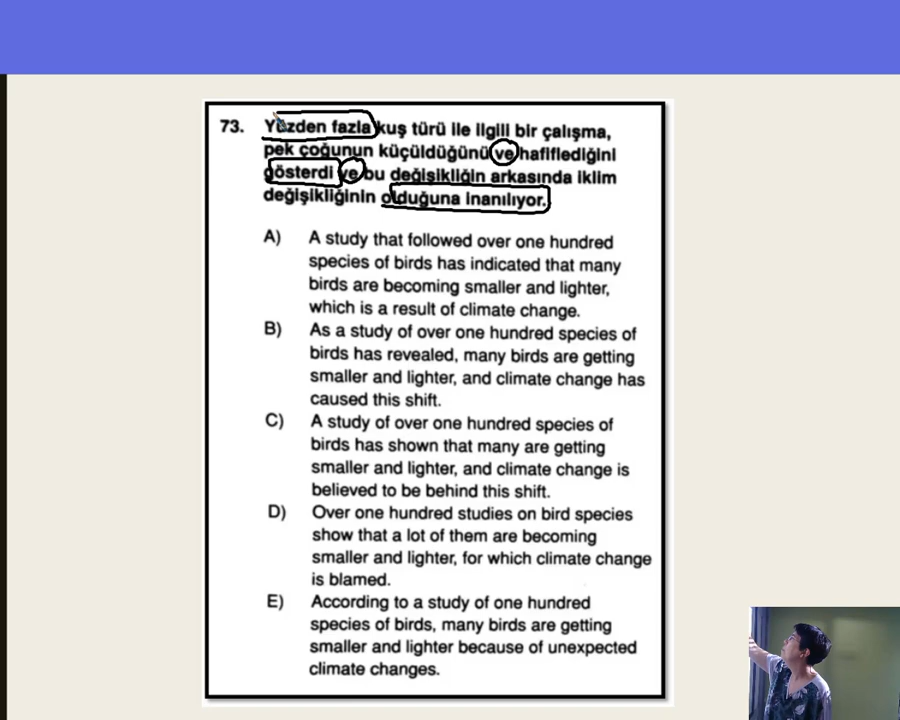 73. Yüzden fazla kuş türü ile ilgili bir çalışma,
pek çoğunun küçüldüğünü ve hafiflediğini
gösterdi ve bu değişikliğin arkasında iklim
değişikliğinin olduğuna inanılıyor.
A) A study that followed over one hundred
species of birds has indicated that many
birds are becoming smaller and lighter,
which is a result of climate change.
B) As a study of over one hundred species of
birds has revealed, many birds are getting
smaller and lighter, and climate change has
caused this shift.
C) A study of over one hundred species of
birds has shown that many are getting
smaller and lighter, and climate change is
believed to be behind this shift.
D) Over one hundred studies on bird species
show that a lot of them are becoming
smaller and lighter, for which climate change
is blamed.
E) According to a study of one hundred
species of birds, many birds are getting
smaller and lighter because of unexpected
climate changes.